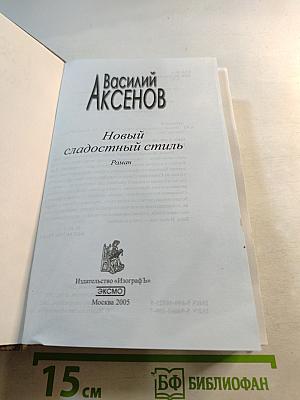 Василий
АКСЕНОВ
Новый
сладостный стиль
Роман
Издательство «ИзографЪ»
ЭКСМО
Москва 2005
15 см
БФ БИБЛИОФАН